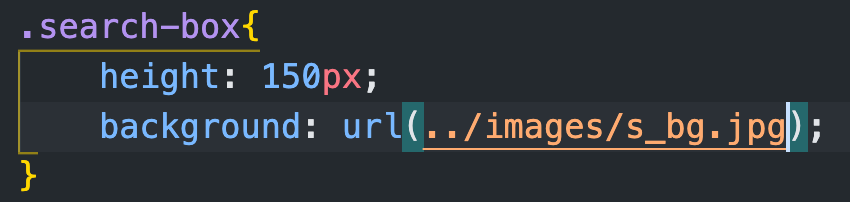 .search-box{
height: 150px;
background: url(../images/s_bg.jpg);
}